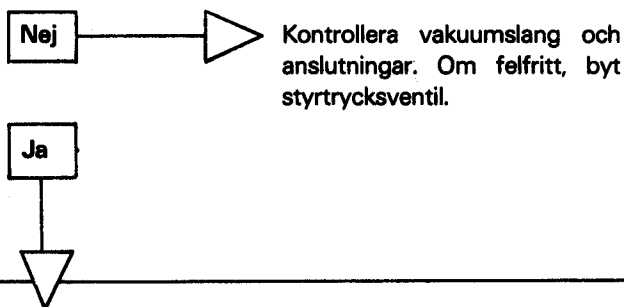 Nej
Kontrollera vakuumslang och
anslutningar. Om felfritt, byt
styrtrycksventil.
Ja